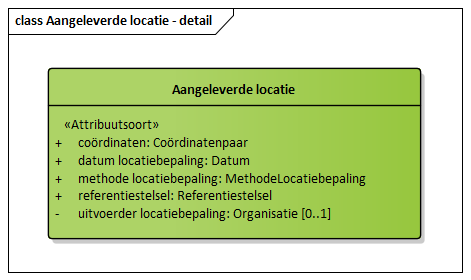 class Aangeleverde locatie - detail
Aangeleverde locatie
«Attribuutsoort»
+ coördinaten: Coördinatenpaar
+ datum locatiebepaling: Datum
+ methode locatiebepaling: MethodeLocatiebepaling
+ referentiestelsel: Referentiestelsel
- uitvoerder locatiebepaling: Organisatie [0..1]